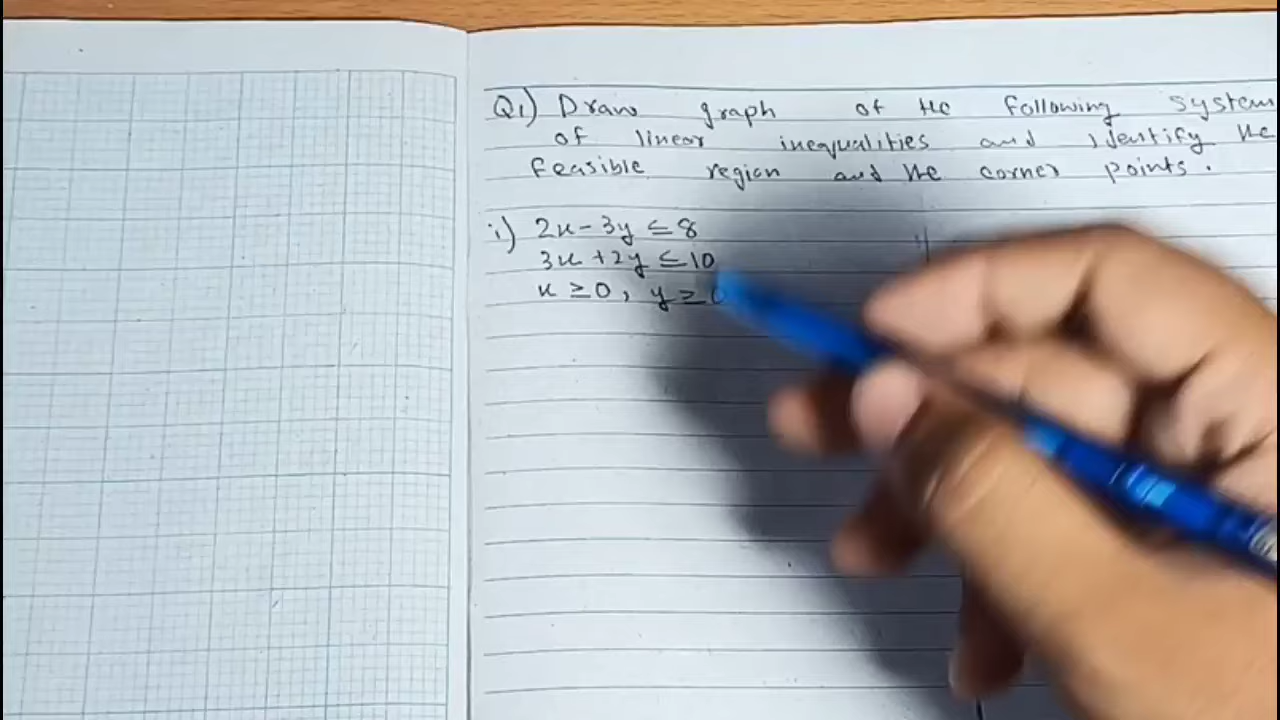 Q1) Draw graph of the following system
of linear inequalities and identify the
feasible region and the corner points.
i) 2x - 3y ≤ 8
3x + 2y ≤ 10
x ≥ 0, y ≥ 0